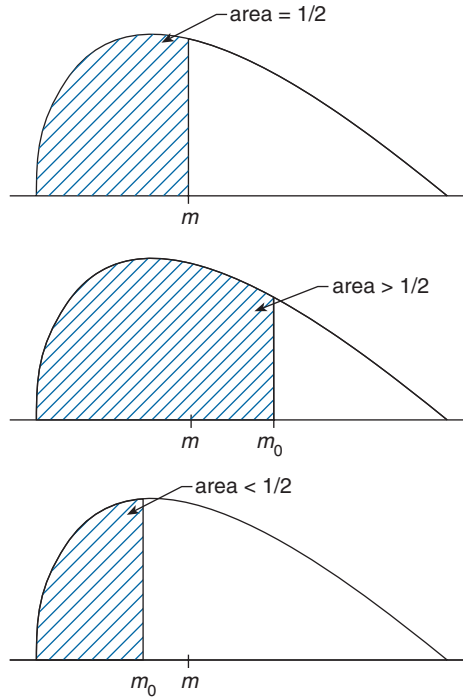 area = 1/2
m
area > 1/2
m m₀
area < 1/2
m₀ m